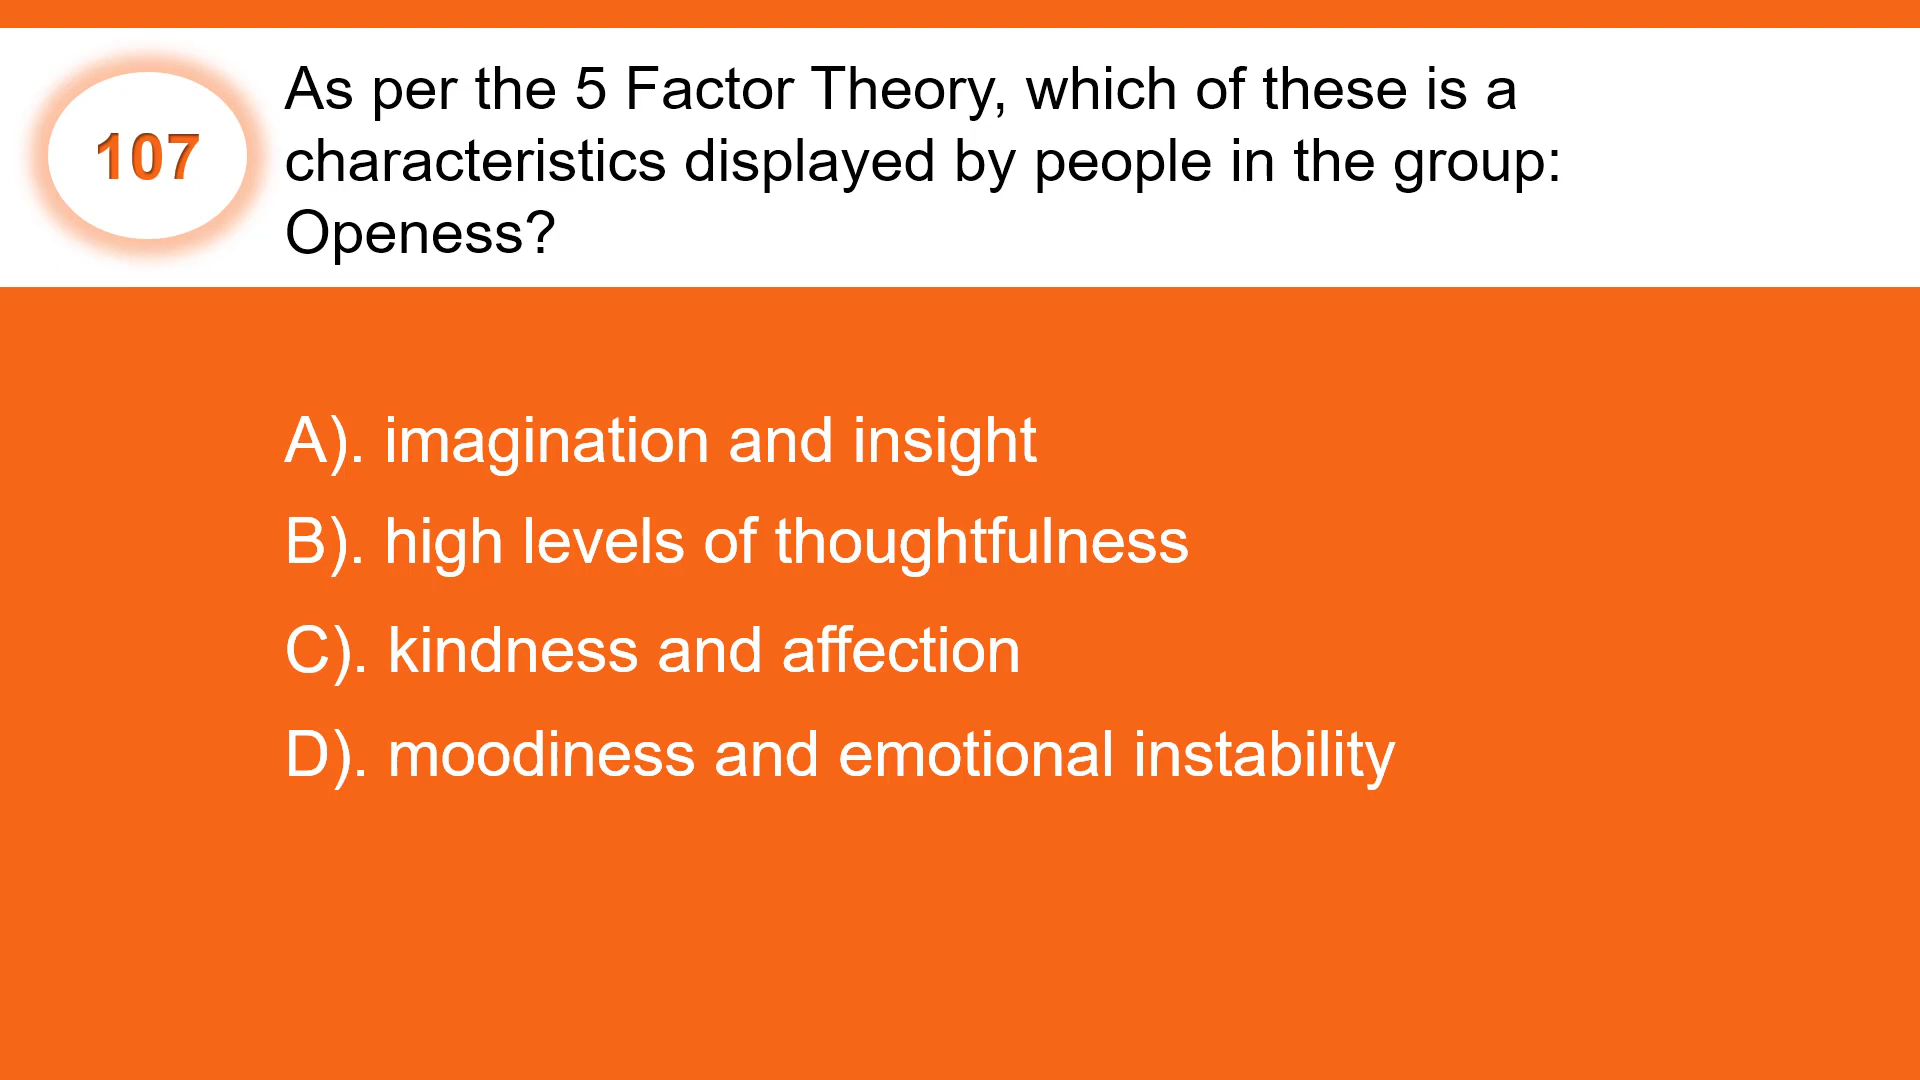 107
As per the 5 Factor Theory, which of these is a
characteristics displayed by people in the group:
Openess?
A). imagination and insight
B). high levels of thoughtfulness
C). kindness and affection
D). moodiness and emotional instability